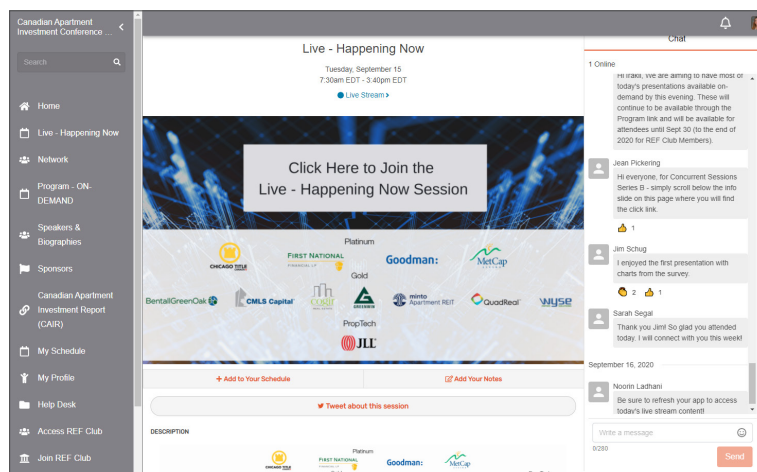 Canadian Apartment
Investment Conference ...
Search
Home
Live - Happening Now
Network
Program - ON-
DEMAND
Speakers &
Biographies
Sponsors
Canadian Apartment
Investment Report
(CAIR)
My Schedule
My Profile
Help Desk
Access REF Club
Join REF Club
Live - Happening Now
Tuesday, September 15
7:30am EDT - 3:40pm EDT
Live Stream
Click Here to Join the
Live - Happening Now Session
Platinum
CHICAGO TITLE
FIRST NATIONAL
FINANCIAL LP
Goodman:
MetCap
LIVING
Gold
BentallGreenOak
CMLS Capital
minto
Apartment REIT
QuadReal
wyse
PropTech
JLL
+ Add to Your Schedule
Add Your Notes
Tweet about this session
DESCRIPTION
Platinum
CHICAGO TITLE
FIRST NATIONAL
Goodman:
MetCap
Chat
1 Online
Hi Irakli, We are aiming to have most of
today's presentations available on-
demand by this evening. These will
continue to be available through the
Program link and will be available for
attendees until Sept 30 (to the end of
2020 for REF Club Members).
Jean Pickering
Hi everyone, for Concurrent Sessions
Series B - simply scroll below the info
slide on this page where you will find
the click link.
1
Jim Schug
I enjoyed the first presentation with
charts from the survey.
2 1
Sarah Segal
Thank you Jim! So glad you attended
today. I will connect with you this week!
September 16, 2020
Noorin Ladhani
Be sure to refresh your app to access
today's live stream content!
Write a message
0/280
Send